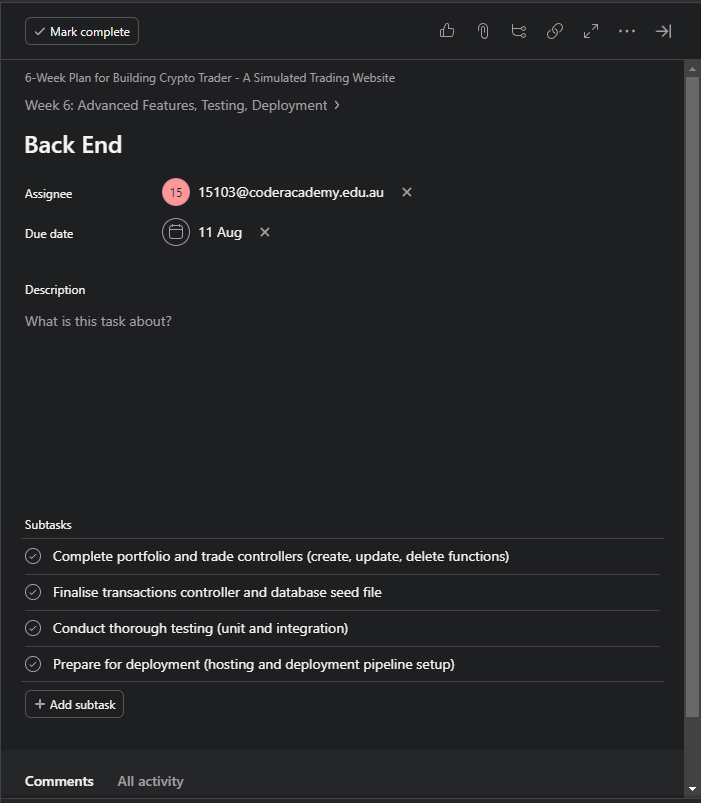 Mark complete
6-Week Plan for Building Crypto Trader - A Simulated Trading Website
Week 6: Advanced Features, Testing, Deployment
Back End
Assignee
15 15103@coderacademy.edu.au
Due date
11 Aug
Description
What is this task about?
Subtasks
Complete portfolio and trade controllers (create, update, delete functions)
Finalise transactions controller and database seed file
Conduct thorough testing (unit and integration)
Prepare for deployment (hosting and deployment pipeline setup)
+ Add subtask
Comments All activity